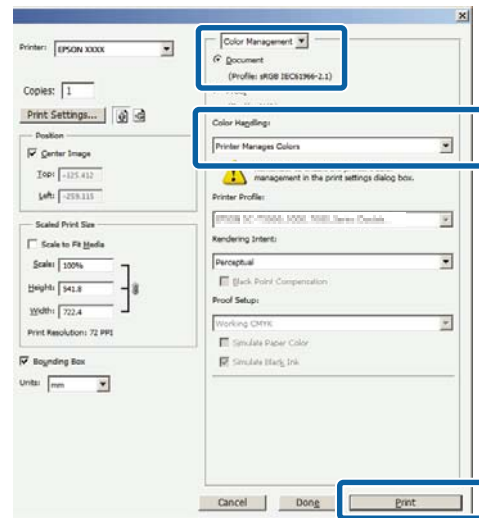 Printer: EPSON XXXX
Copies: 1
Print Settings...
Position
Center Image
Top: -125.412
Left: -259.115
Scaled Print Size
Scale to Fit Media
Scale: 100%
Height: 541.8
Width: 722.4
Print Resolution: 72 PPI
Bounding Box
Units: mm
Color Management
Document
(Profile: sRGB IEC61966-2.1)
Color Handling:
Printer Manages Colors
management in the print settings dialog box.
Printer Profile:
Rendering Intent:
Perceptual
Black Point Compensation
Proof Setup:
Working CMYK
Simulate Paper Color
Simulate Black Ink
Cancel
Done
Print